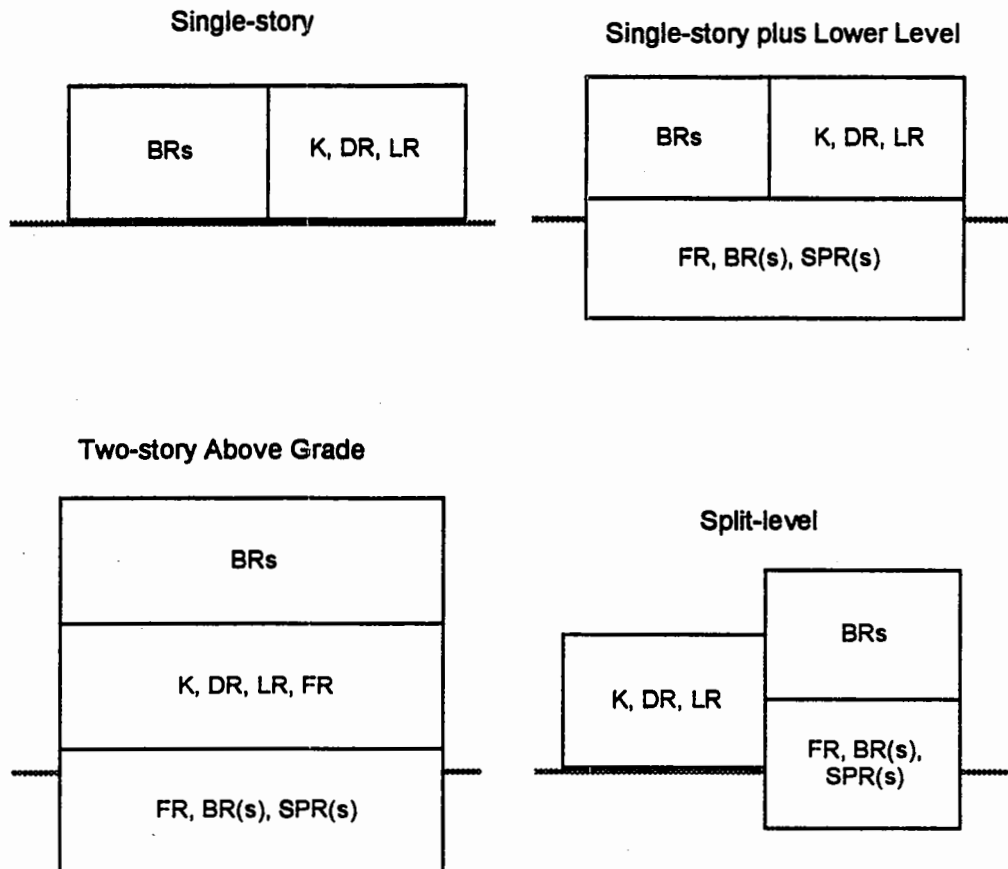 Single-story
BRs
K, DR, LR
Single-story plus Lower Level
BRs
K, DR, LR
FR, BR(s), SPR(s)
Two-story Above Grade
BRs
K, DR, LR, FR
FR, BR(s), SPR(s)
Split-level
K, DR, LR
BRs
FR, BR(s),
SPR(s)